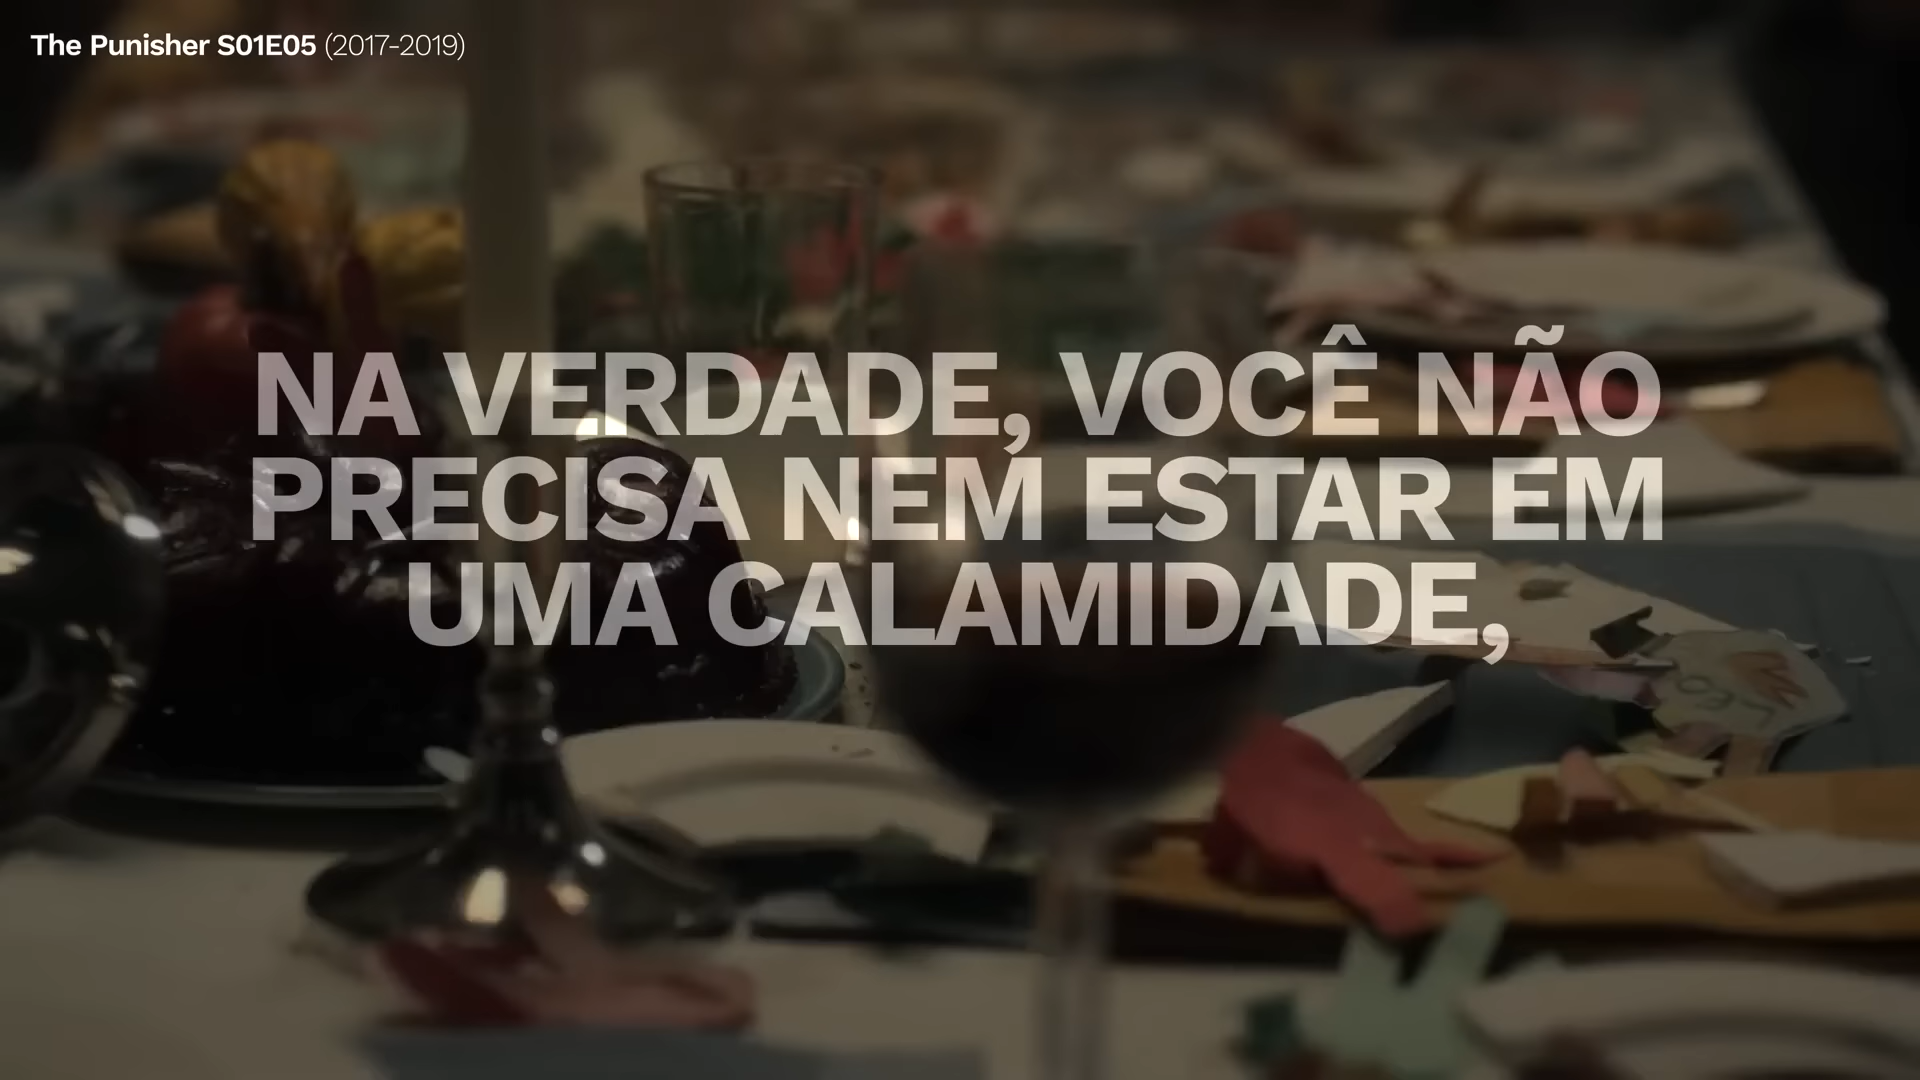 The Punisher S01E05 (2017-2019)
NA VERDADE, VOCÊ NÃO
PRECISA NEM ESTAR EM
UMA CALAMIDADE,